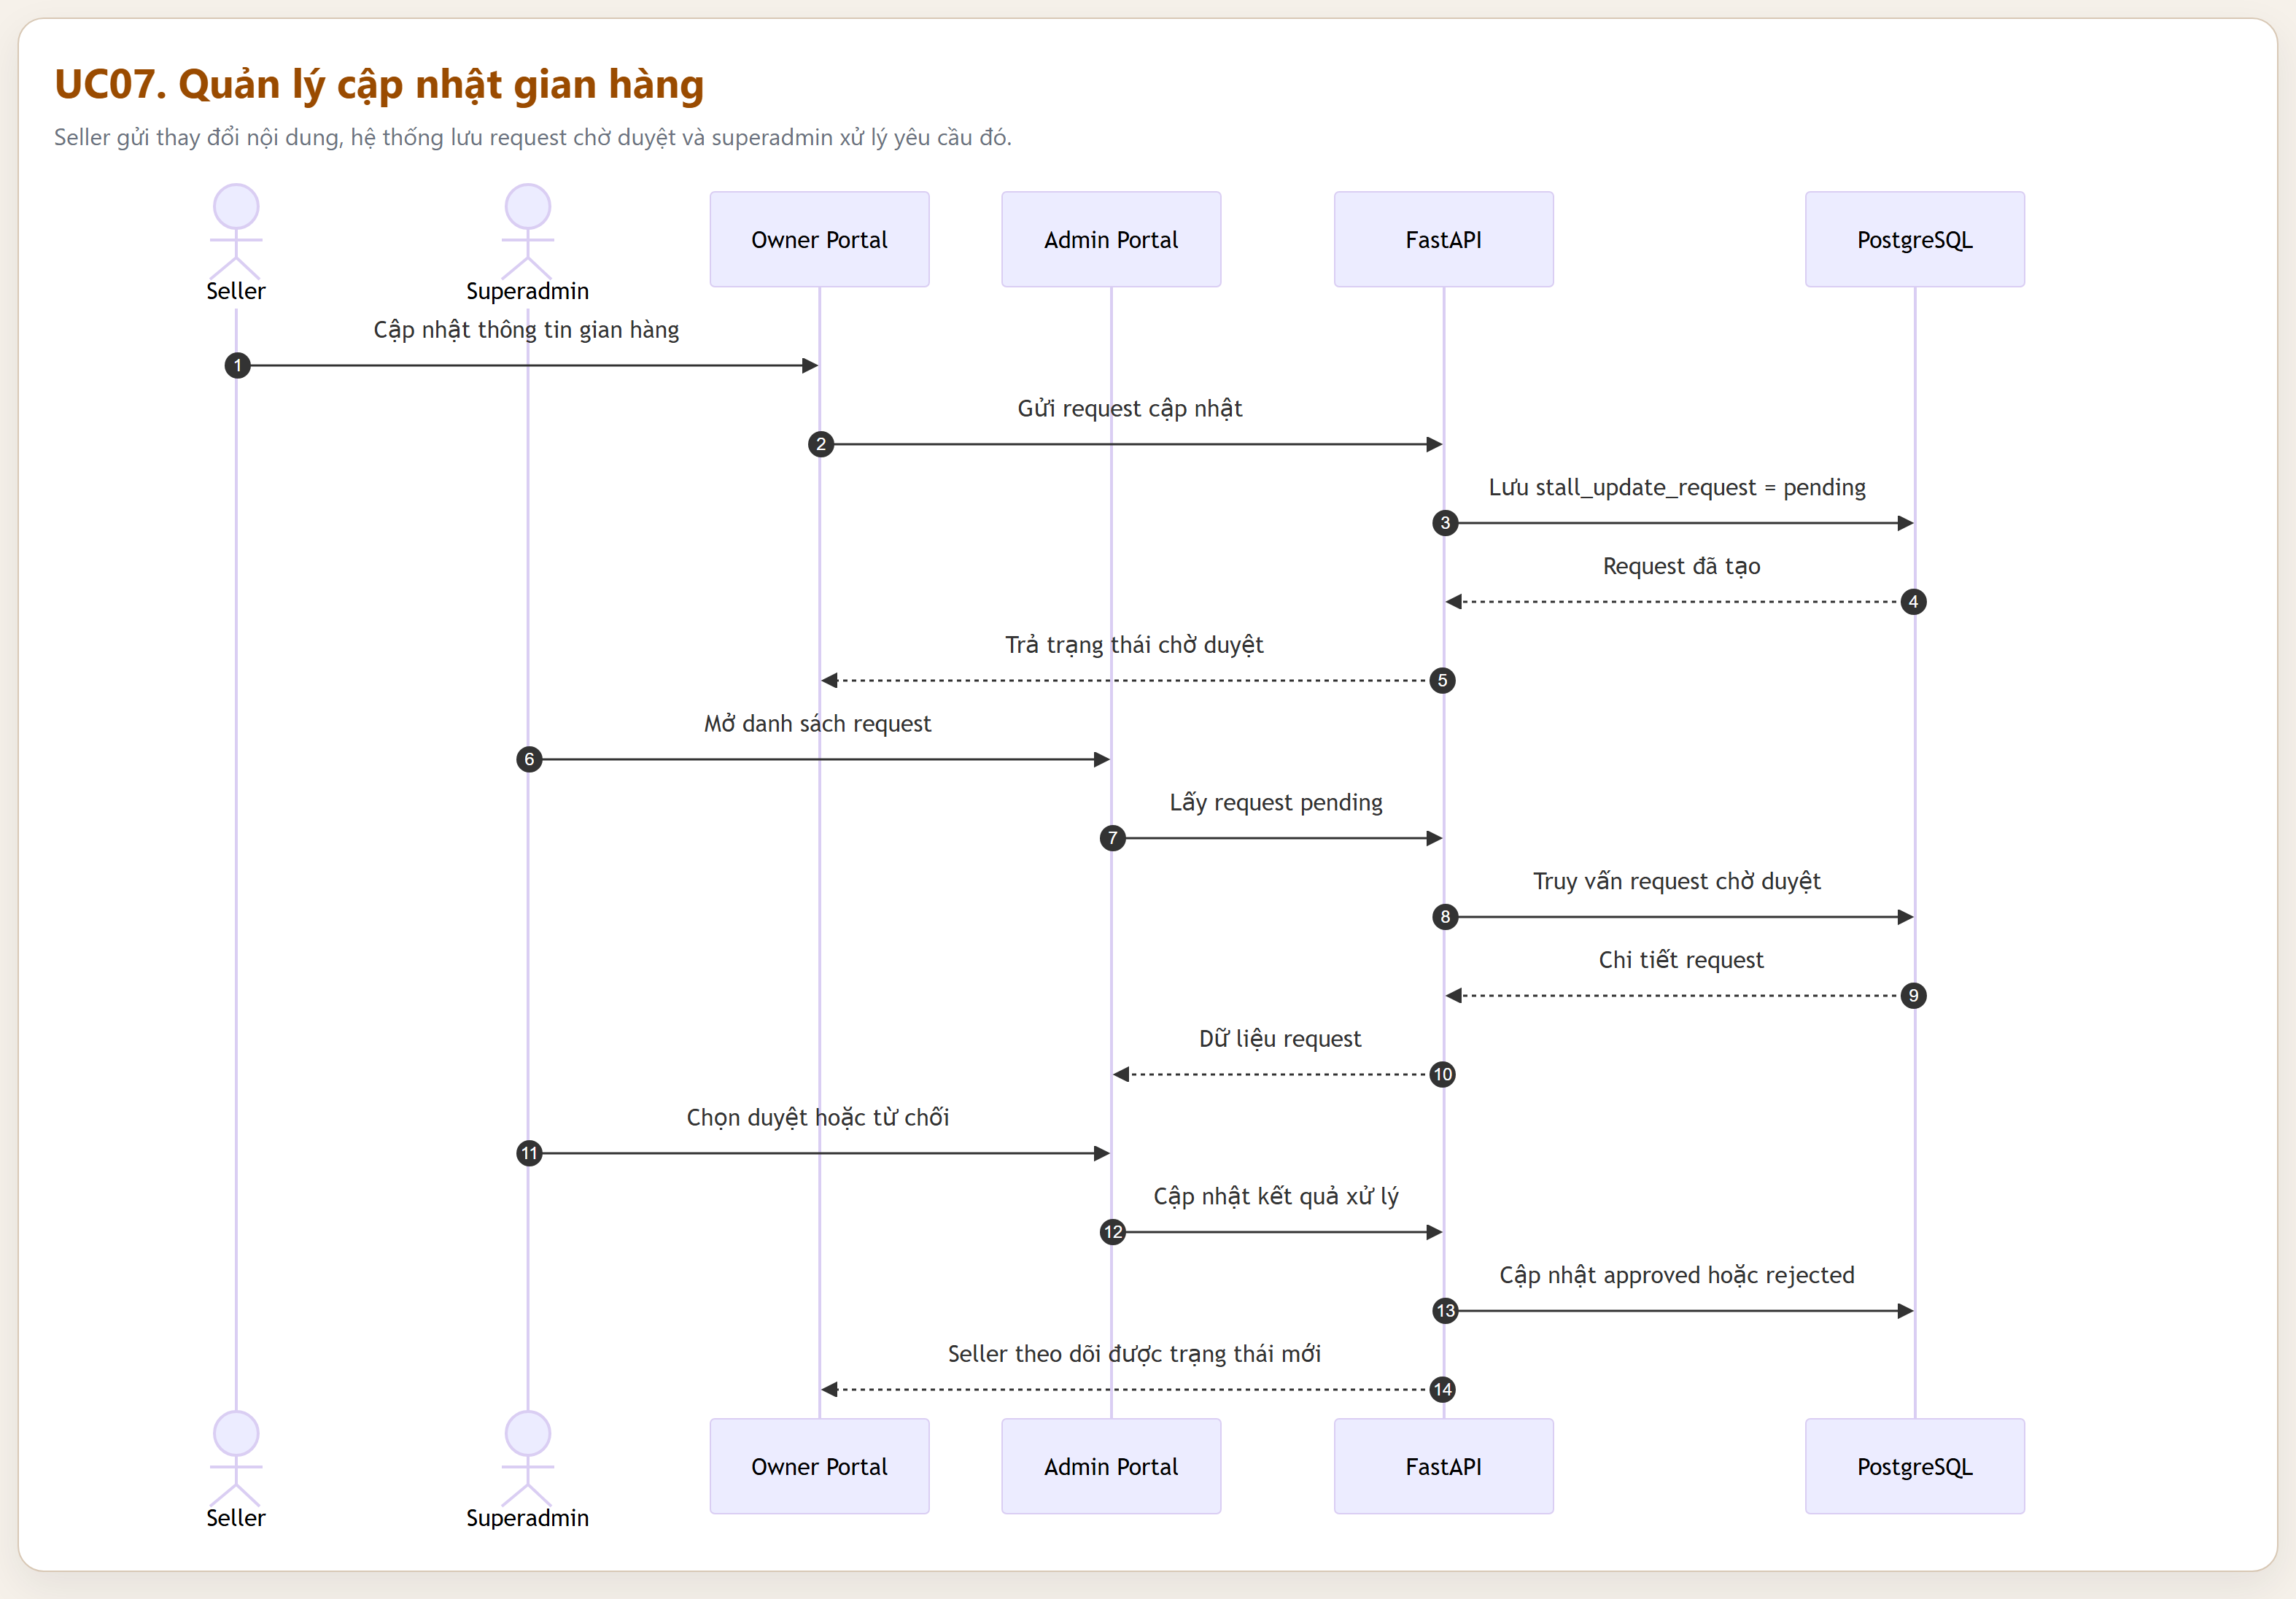 UC07. Quản lý cập nhật gian hàng
Seller gửi thay đổi nội dung, hệ thống lưu request chờ duyệt và superadmin xử lý yêu cầu đó.
Seller
Superadmin
Owner Portal
Admin Portal
FastAPI
PostgreSQL
Cập nhật thông tin gian hàng
1
Gửi request cập nhật
2
Lưu stall_update_request = pending
3
Request đã tạo
4
Trả trạng thái chờ duyệt
5
Mở danh sách request
6
Lấy request pending
7
Truy vấn request chờ duyệt
8
Chi tiết request
9
Dữ liệu request
10
Chọn duyệt hoặc từ chối
11
Cập nhật kết quả xử lý
12
Cập nhật approved hoặc rejected
13
Seller theo dõi được trạng thái mới
14
Seller
Superadmin
Owner Portal
Admin Portal
FastAPI
PostgreSQL